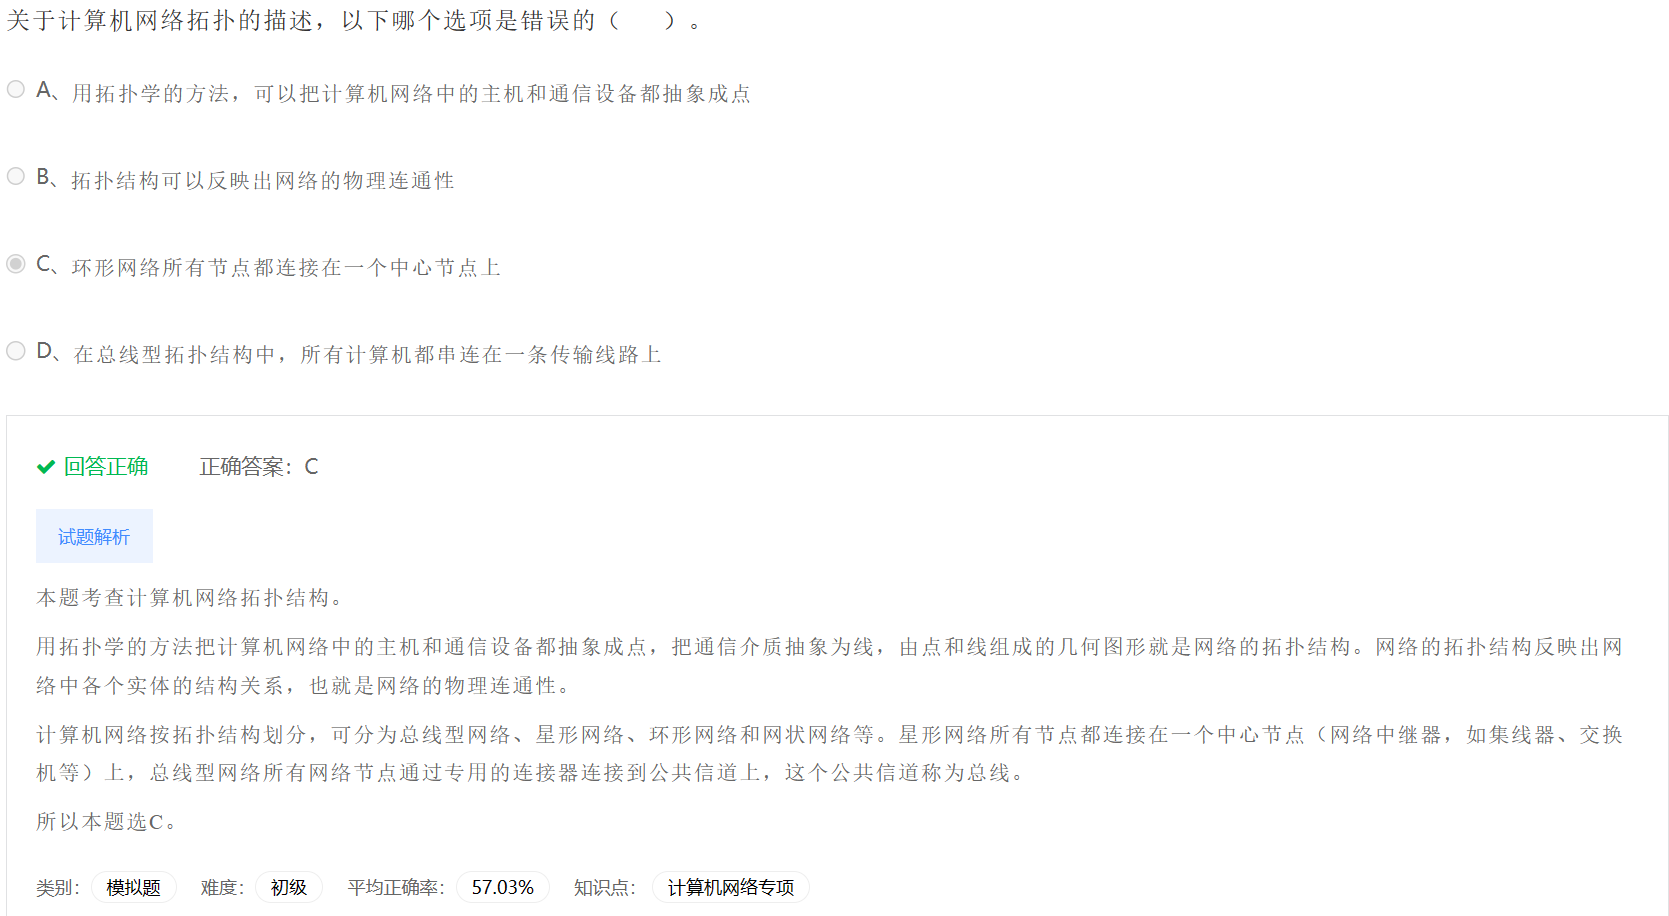 关于计算机网络拓扑的描述，以下哪个选项是错误的（　　）。
A、用拓扑学的方法，可以把计算机网络中的主机和通信设备都抽象成点
B、拓扑结构可以反映出网络的物理连通性
C、环形网络所有节点都连接在一个中心节点上
D、在总线型拓扑结构中，所有计算机都串连在一条传输线路上
回答正确 正确答案：C
试题解析
本题考查计算机网络拓扑结构。
用拓扑学的方法把计算机网络中的主机和通信设备都抽象成点，把通信介质抽象为线，由点和线组成的几何图形就是网络的拓扑结构。网络的拓扑结构反映出网
络中各个实体的结构关系，也就是网络的物理连通性。
计算机网络按拓扑结构划分，可分为总线型网络、星形网络、环形网络和网状网络等。星形网络所有节点都连接在一个中心节点（网络中继器，如集线器、交换
机等）上，总线型网络所有网络节点通过专用的连接器连接到公共信道上，这个公共信道称为总线。
所以本题选C。
类别： 模拟题 难度： 初级 平均正确率： 57.03% 知识点： 计算机网络专项